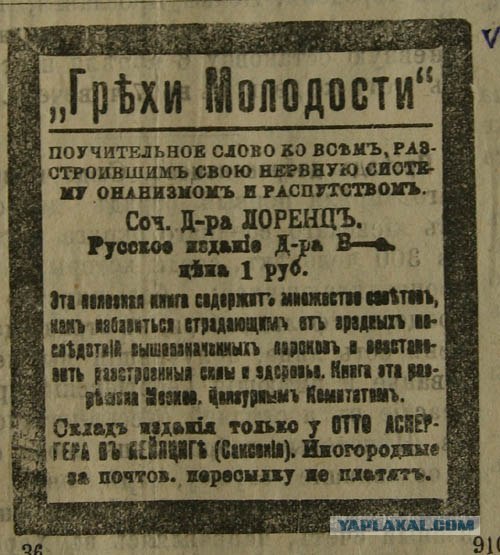 „Грѣхи Молодости“
ПОУЧИТЕЛЬНОЕ СЛОВО КО ВСѢМЪ, РАЗ-
СТРОИВШИМЪ СВОЮ НЕРВНУЮ СИСТЕ-
МУ ОНАНИЗМОМЪ И РАСПУТСТВОМЪ.
Соч. Д-ра ЛОРЕНЦЪ.
Русское изданіе Д-ра В—а.
цѣна 1 руб.
Эта полезная книга содержитъ множество совѣтовъ,
какъ избавиться страдающимъ отъ вредныхъ по-
слѣдствій вышеозначенныхъ пороковъ и возстано-
вить разстроенныя силы и здоровье. Книга эта раз-
рѣшена Москов. Цензурнымъ Комитетомъ.
Складъ изданія только у ОТТО АСПЕР-
ГЕРА ВЪ ЛЕЙПЦИГѢ (Саксонія). Иногородные
за почтов. пересылку не платятъ.
36
910
YAPLAKAL.COM